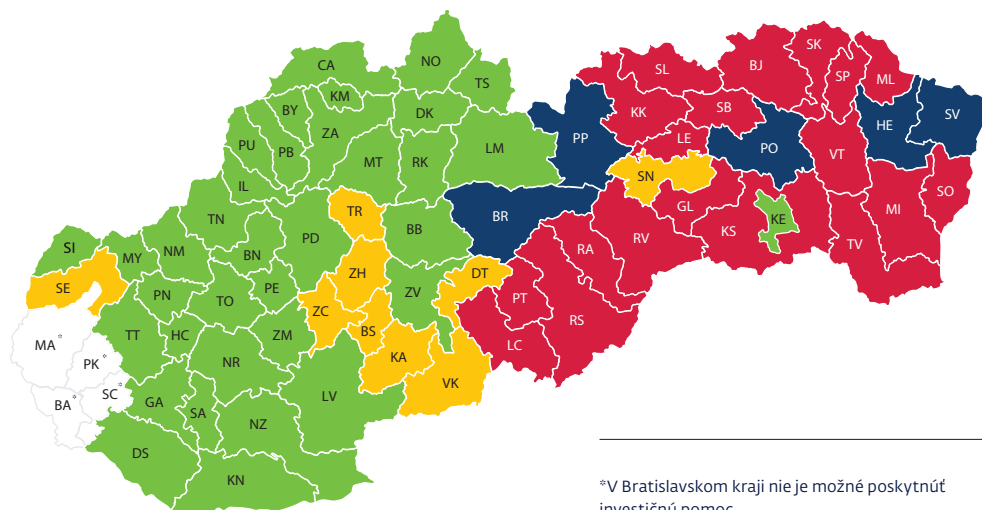 CA
NO
TS
KM
BY
ZA
DK
PU
PB
MT
RK
LM
IL
TN
TR
BB
PD
BN
NM
MY
SI
SE
PN
TO
PE
ZH
ZV
DT
ZC
BS
KA
VK
TT
HC
ZM
NR
LV
MA*
PK*
BA*
SC*
GA
SA
NZ
DS
KN
SL
BJ
SK
SP
ML
KK
SB
HE
SV
PP
LE
PO
VT
SN
GL
KE
KS
MI
SO
TV
BR
RA
RV
PT
RS
LC
*V Bratislavskom kraji nie je možné poskytnúť
investičnú pomoc